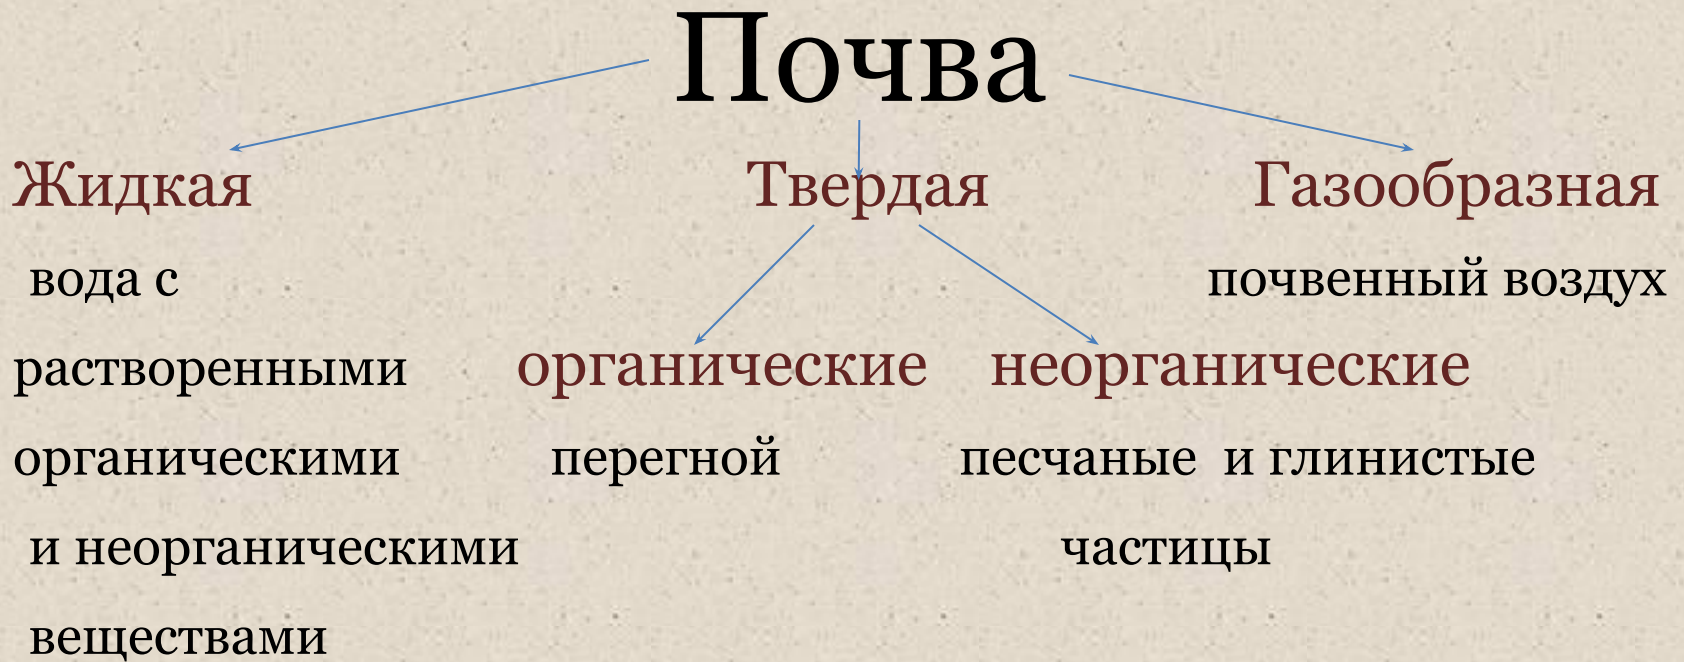 Почва
Жидкая Твердая Газообразная
вода с почвенный воздух
растворенными органические неорганические
органическими перегной песчаные и глинистые
и неорганическими частицы
веществами